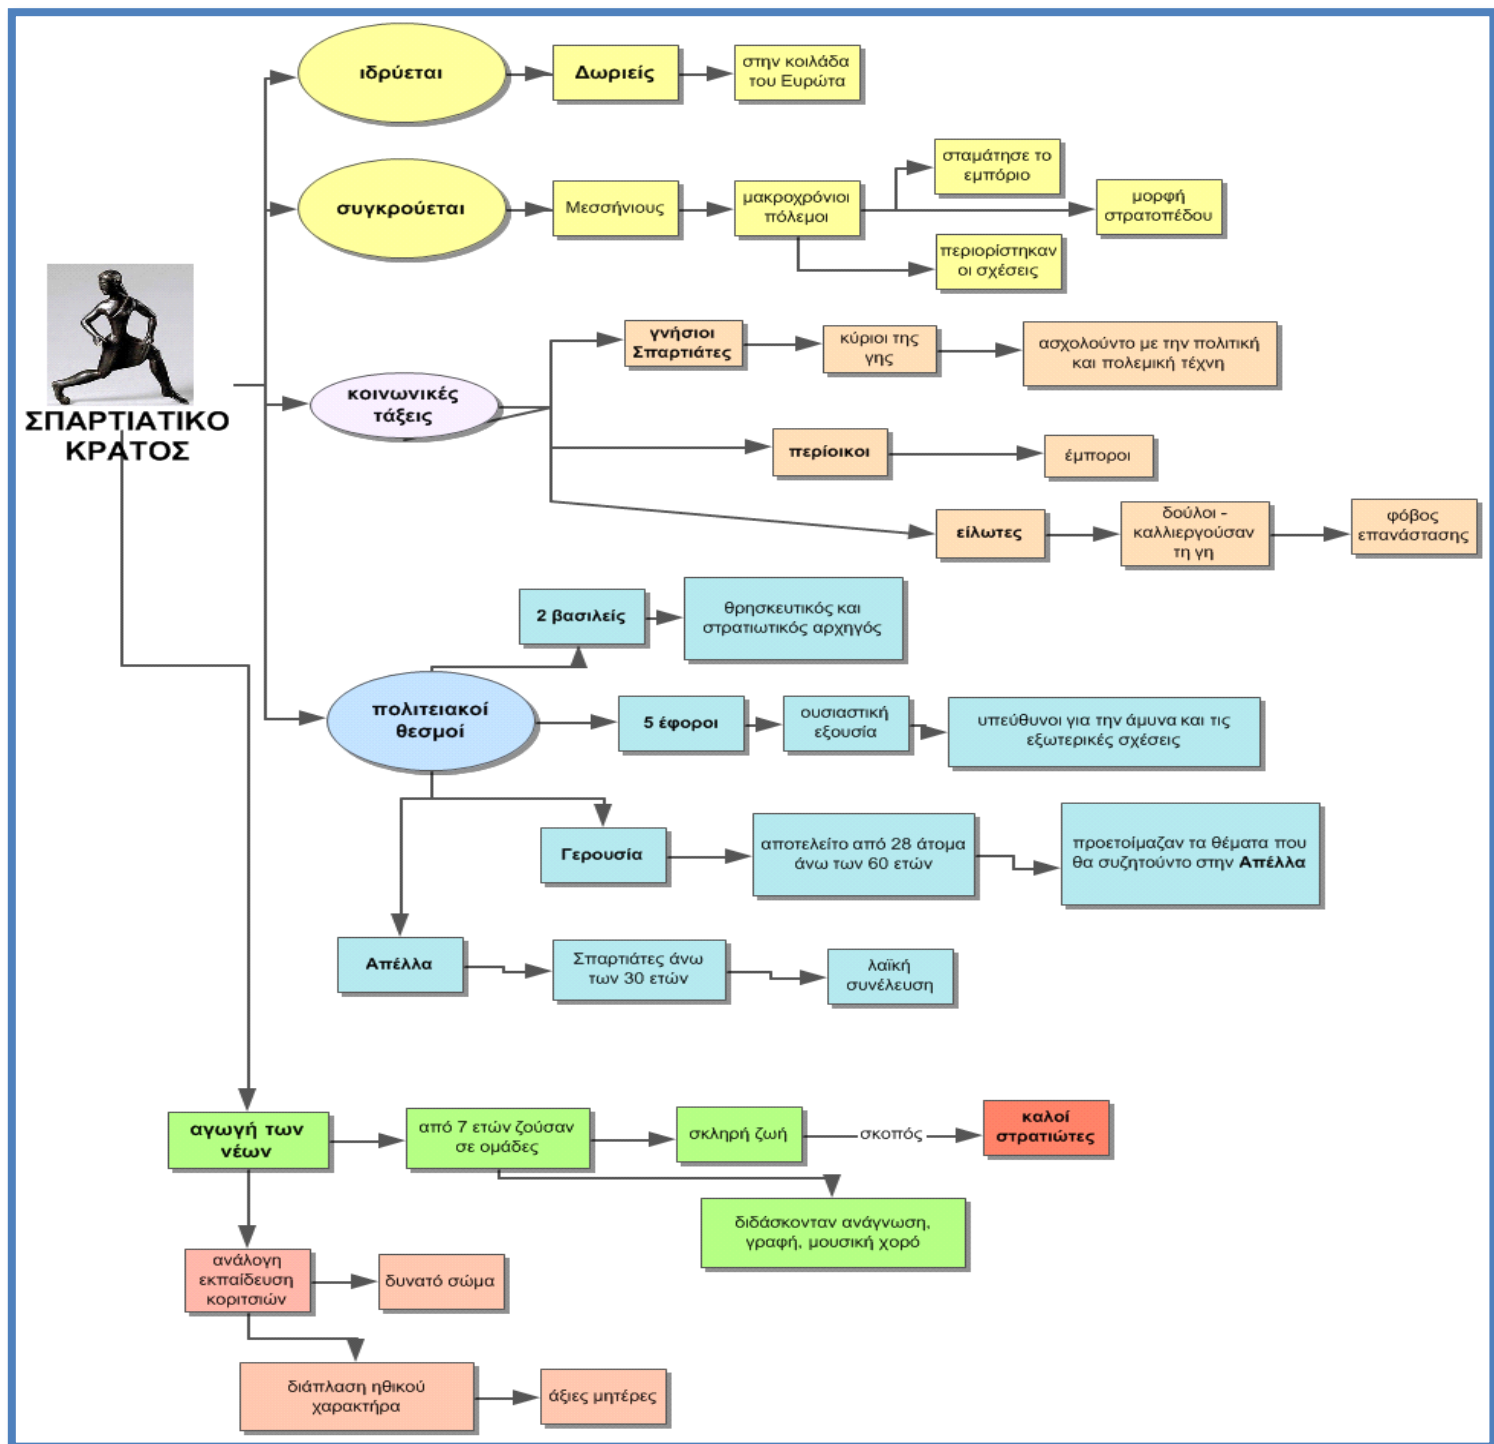 ιδρύεται
Δωριείς
στην κοιλάδα
του Ευρώτα
συγκρούεται
Μεσσήνιους
μακροχρόνιοι
πόλεμοι
σταμάτησε το
εμπόριο
μορφή
στρατοπέδου
περιορίστηκαν
οι σχέσεις
ΣΠΑΡΤΙΑΤΙΚΟ
ΚΡΑΤΟΣ
κοινωνικές
τάξεις
γνήσιοι
Σπαρτιάτες
κύριοι της
γης
ασχολούντο με την πολιτική
και πολεμική τέχνη
περίοικοι
έμποροι
είλωτες
δούλοι -
καλλιεργούσαν
τη γη
φόβος
επανάστασης
πολιτειακοί
θεσμοί
2 βασιλείς
θρησκευτικός και
στρατιωτικός αρχηγός
5 έφοροι
ουσιαστική
εξουσία
υπεύθυνοι για την άμυνα και τις
εξωτερικές σχέσεις
Γερουσία
αποτελείτο από 28 άτομα
άνω των 60 ετών
προετοίμαζαν τα θέματα που
θα συζητούντο στην Απέλλα
Απέλλα
Σπαρτιάτες άνω
των 30 ετών
λαϊκή
συνέλευση
αγωγή των
νέων
από 7 ετών ζούσαν
σε ομάδες
σκληρή ζωή
σκοπός
καλοί
στρατιώτες
διδάσκονταν ανάγνωση,
γραφή, μουσική χορό
ανάλογη
εκπαίδευση
κοριτσιών
δυνατό σώμα
διάπλαση ηθικού
χαρακτήρα
άξιες μητέρες